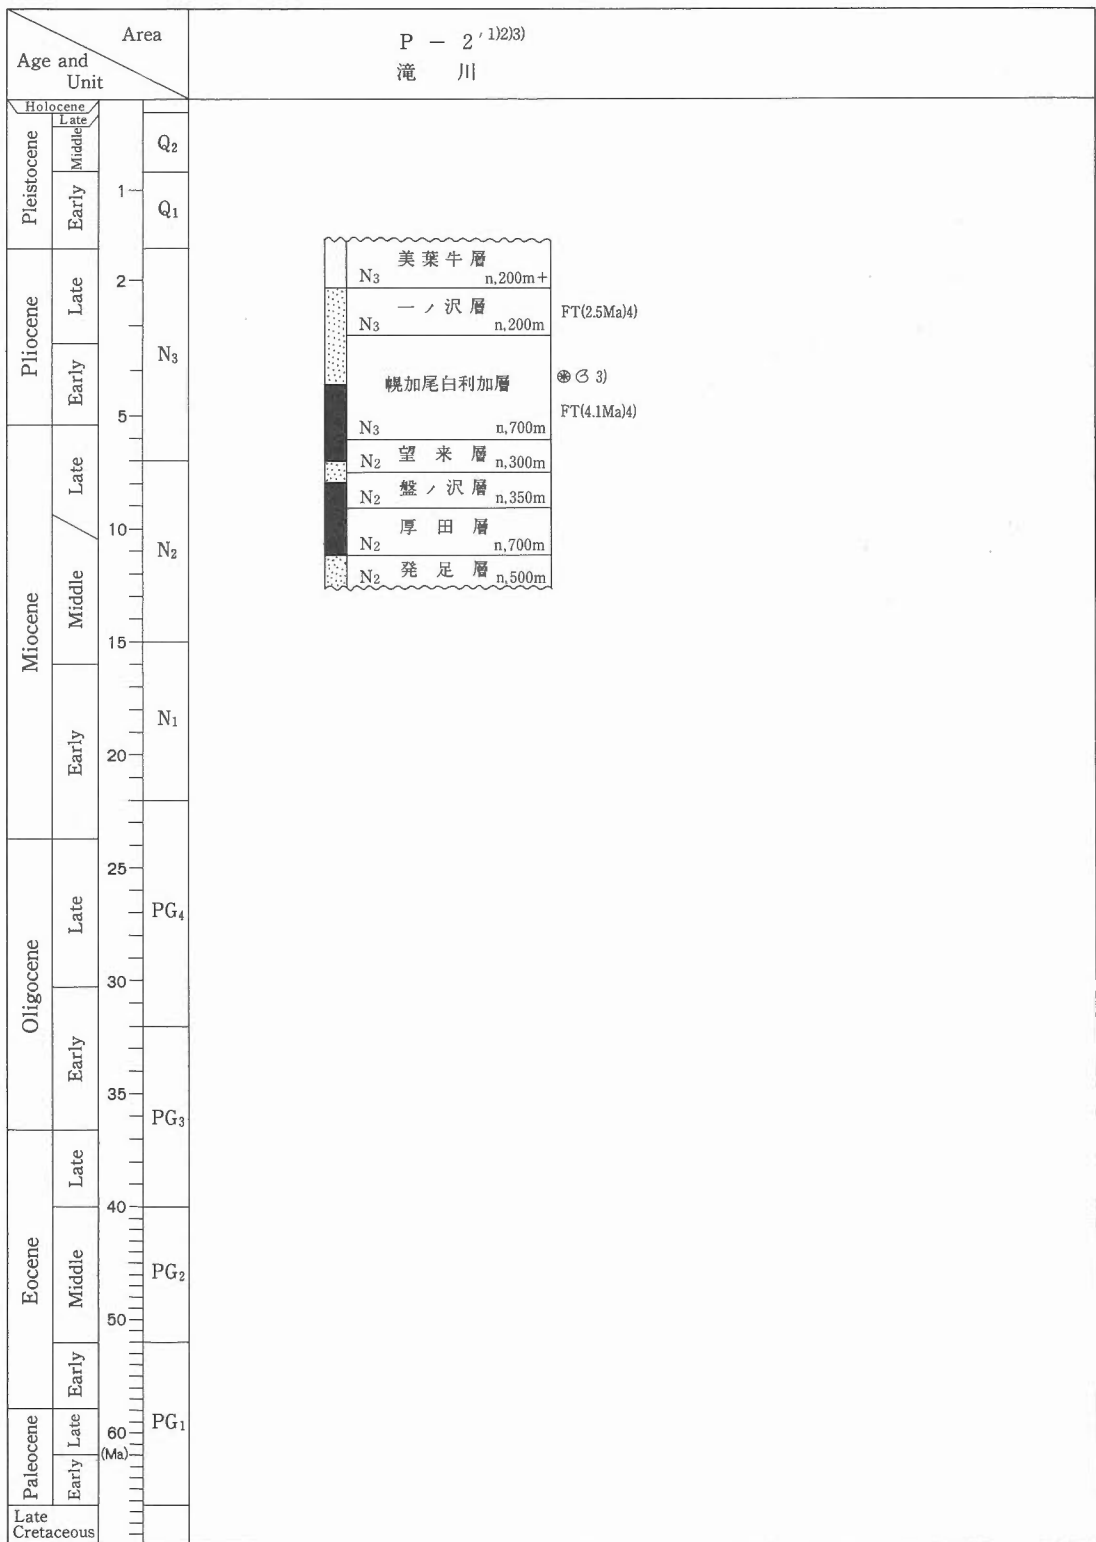 Area
Age and
Unit
P - 2′ 1)2)3)
滝 川
Holocene
Late
Middle
Early
Pleistocene
Q2
Q1
1
美葉牛層
N3 n,200m+
一ノ沢層
N3 n,200m
FT(2.5Ma)4)
幌加尾白利加層
N3 n,700m
3)
FT(4.1Ma)4)
望来層
N2 n,300m
盤ノ沢層
N2 n,350m
厚田層
N2 n,700m
発足層
N2 n,500m
Pliocene
Late
Early
2
5
N3
Miocene
Late
Middle
Early
10
15
20
N2
N1
Oligocene
Late
Early
25
30
35
PG4
PG3
Eocene
Late
Middle
Early
40
50
PG2
Paleocene
Late
Early
60
(Ma)
PG1
Late
Cretaceous